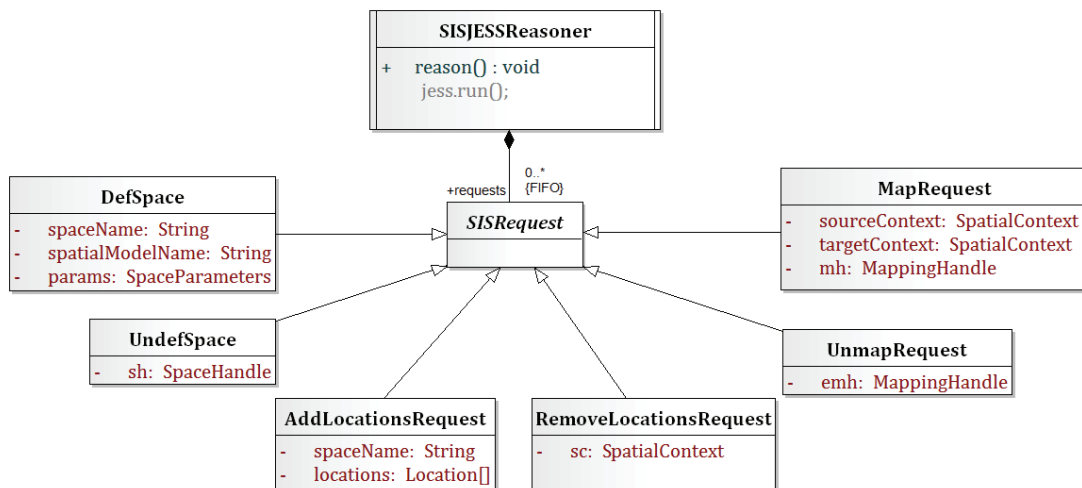 SISJESSReasoner
+ reason() : void
jess.run();
+requests
0..*
{FIFO}
DefSpace
- spaceName: String
- spatialModelName: String
- params: SpaceParameters
SISRequest
MapRequest
- sourceContext: SpatialContext
- targetContext: SpatialContext
- mh: MappingHandle
UndefSpace
- sh: SpaceHandle
UnmapRequest
- emh: MappingHandle
AddLocationsRequest
- spaceName: String
- locations: Location[]
RemoveLocationsRequest
- sc: SpatialContext